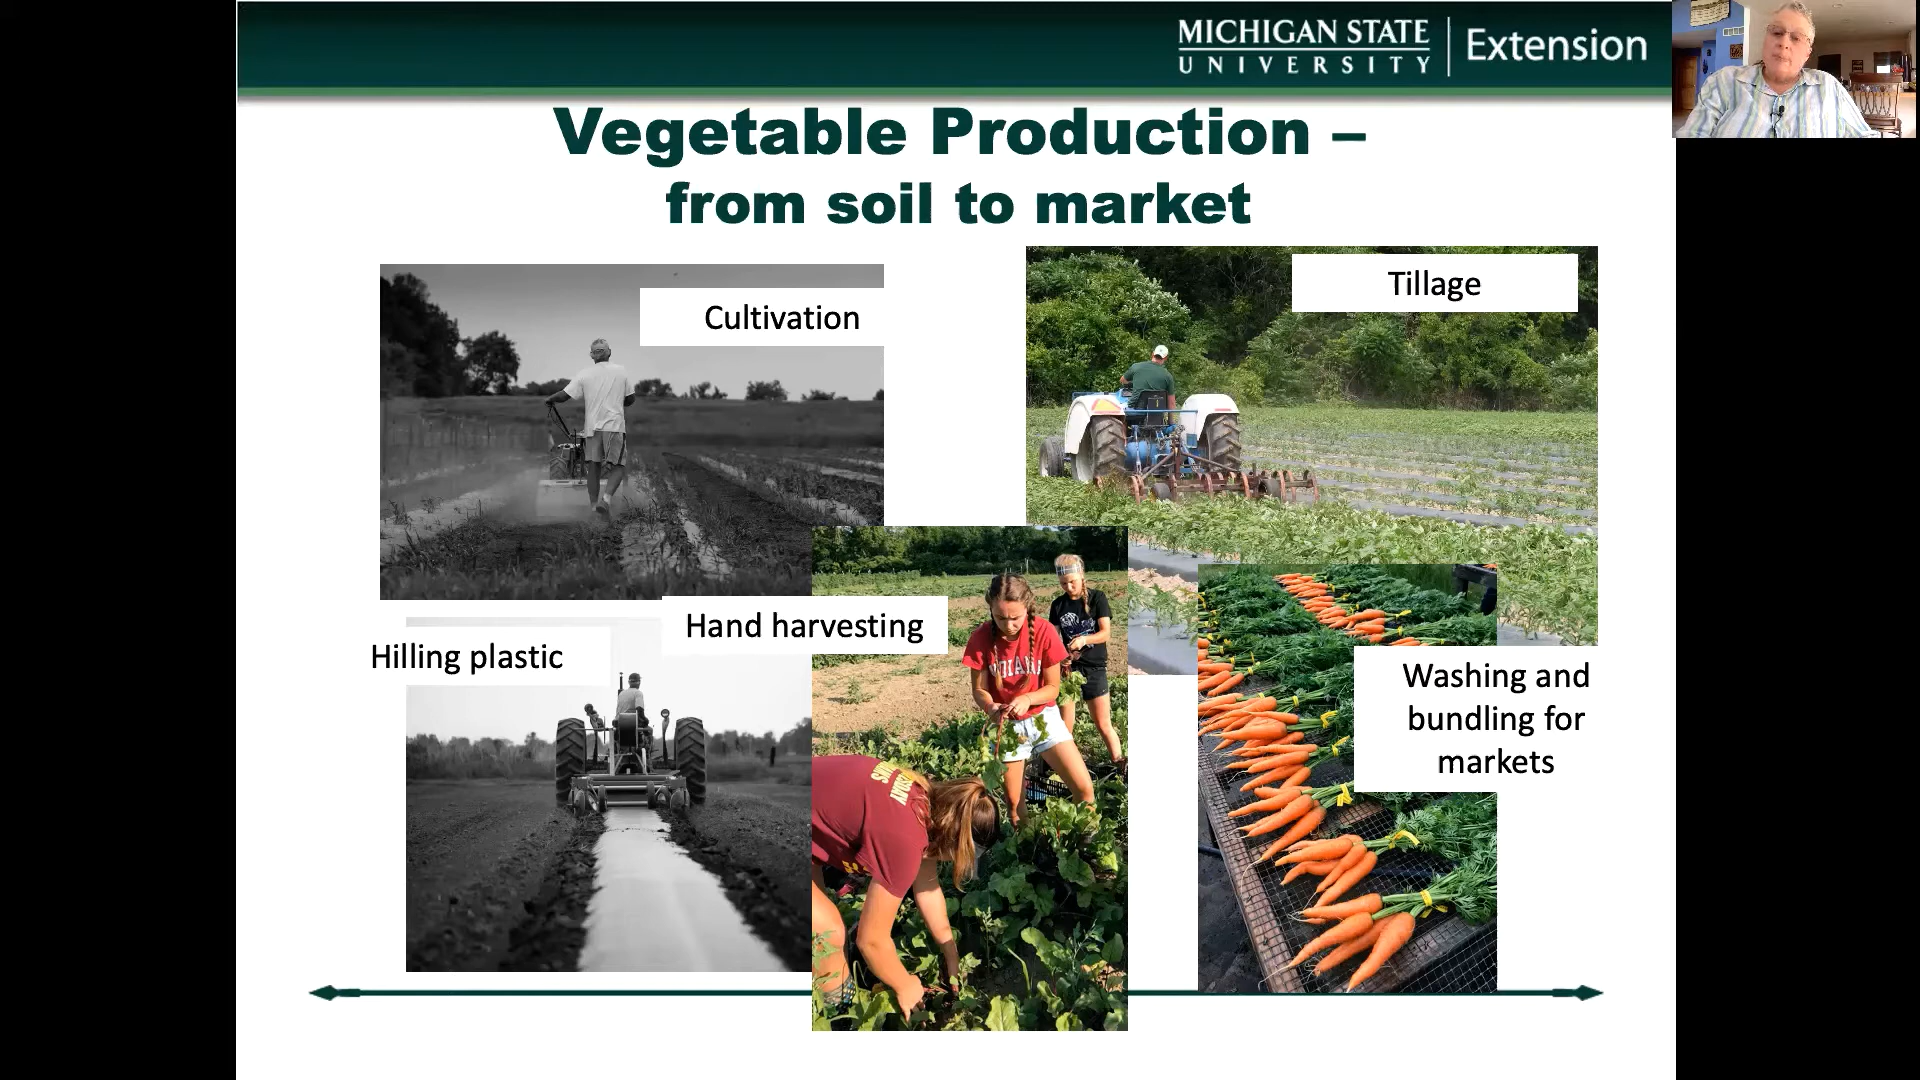 MICHIGAN STATE
UNIVERSITY
Extension
Vegetable Production –
from soil to market
Cultivation
Tillage
Hand harvesting
Hilling plastic
Washing and
bundling for
markets
INDIANA